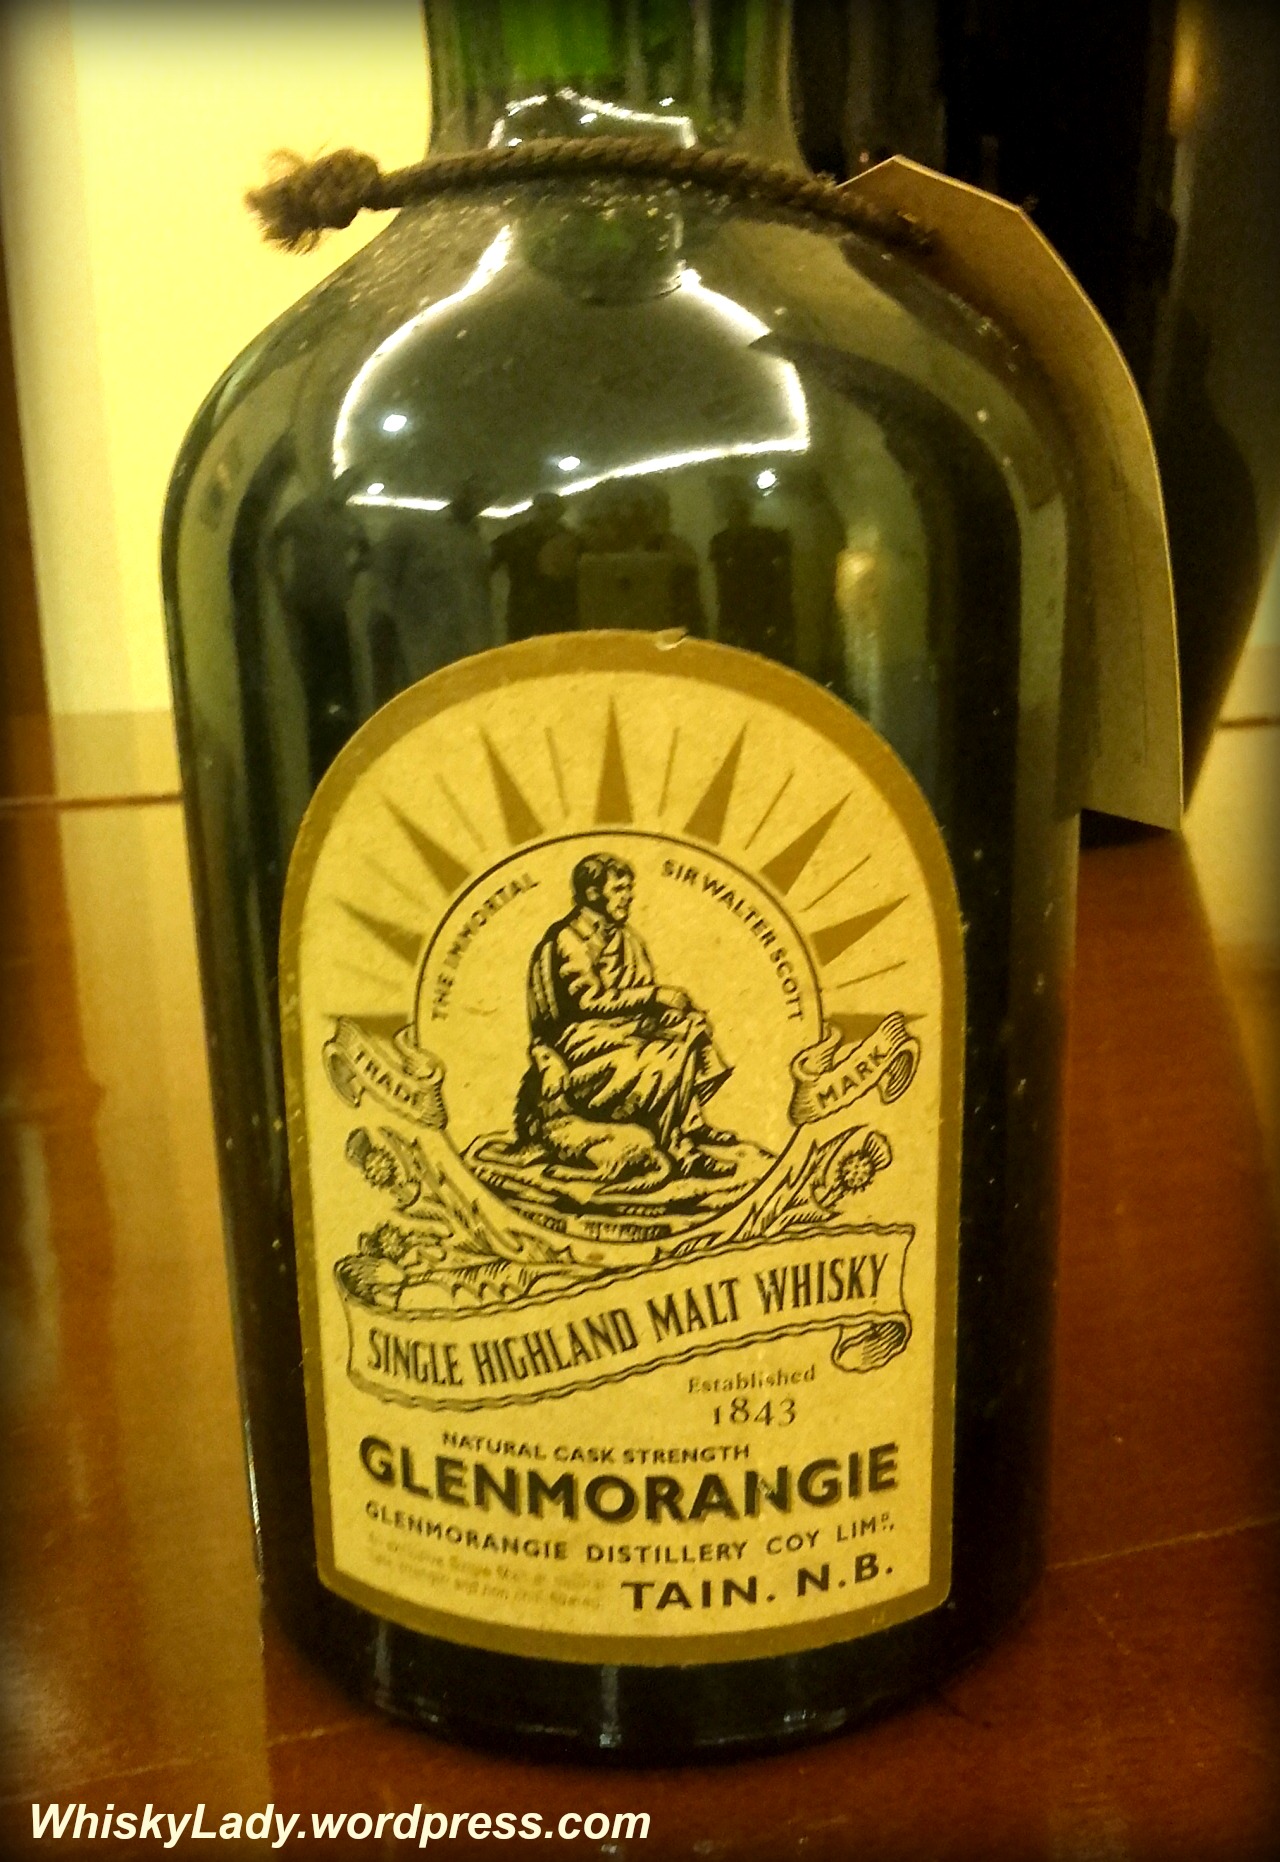 THE IMMORTAL SIR WALTER SCOTT
TRADE MARK
SINGLE HIGHLAND MALT WHISKY
Established
1843
NATURAL CASK STRENGTH
GLENMORANGIE
GLENMORANGIE DISTILLERY COY LIMD.,
TAIN. N.B.
WhiskyLady.wordpress.com